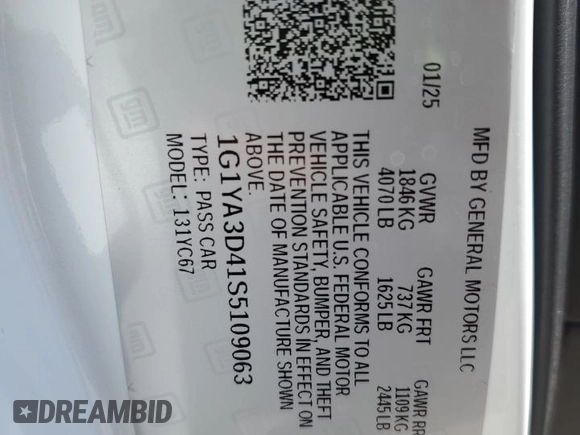 MFD BY GENERAL MOTORS LLC
01/25 GVWR GAWR FRT GAWR RR
1846 KG 737 KG 1109 KG
4070 LB 1625 LB 2445 LB
THIS VEHICLE CONFORMS TO ALL
APPLICABLE U.S. FEDERAL MOTOR
VEHICLE SAFETY, BUMPER, AND THEFT
PREVENTION STANDARDS IN EFFECT ON
THE DATE OF MANUFACTURE SHOWN
ABOVE.
1G1YA3D41S5109063
TYPE: PASS CAR
MODEL: 131YC67
gm
DREAMBID